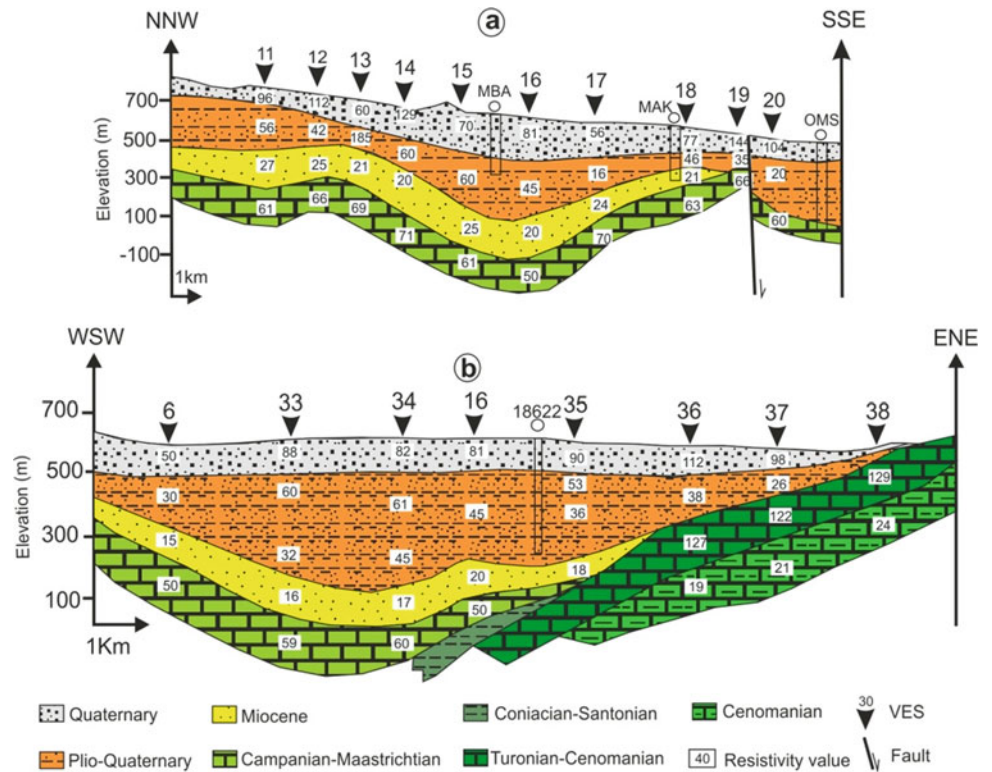 NNW ⓐ SSE
11 12 13 14 15 16 17 18 19 20
MBA MAK OMS
700
500
300
100
-100
Elevation (m)
96 112 60 129 70 81 56 77 144 104
56 42 185 60 60 45 16 46 35 20
27 25 21 20 25 20 24 21 66 60
61 66 69 71 61 50 70 63
1km
WSW ⓑ ENE
6 33 34 16 18622 35 36 37 38
700
500
300
100
Elevation (m)
50 88 82 81 90 112 98
30 60 61 45 53 38 26 129
36
15 32 45 20 18 127 122 24
50 16 17 50 19 21
59 60
1Km
Quaternary Miocene Coniacian-Santonian Cenomanian 30 VES
Plio-Quaternary Campanian-Maastrichtian Turonian-Cenomanian 40 Resistivity value Fault